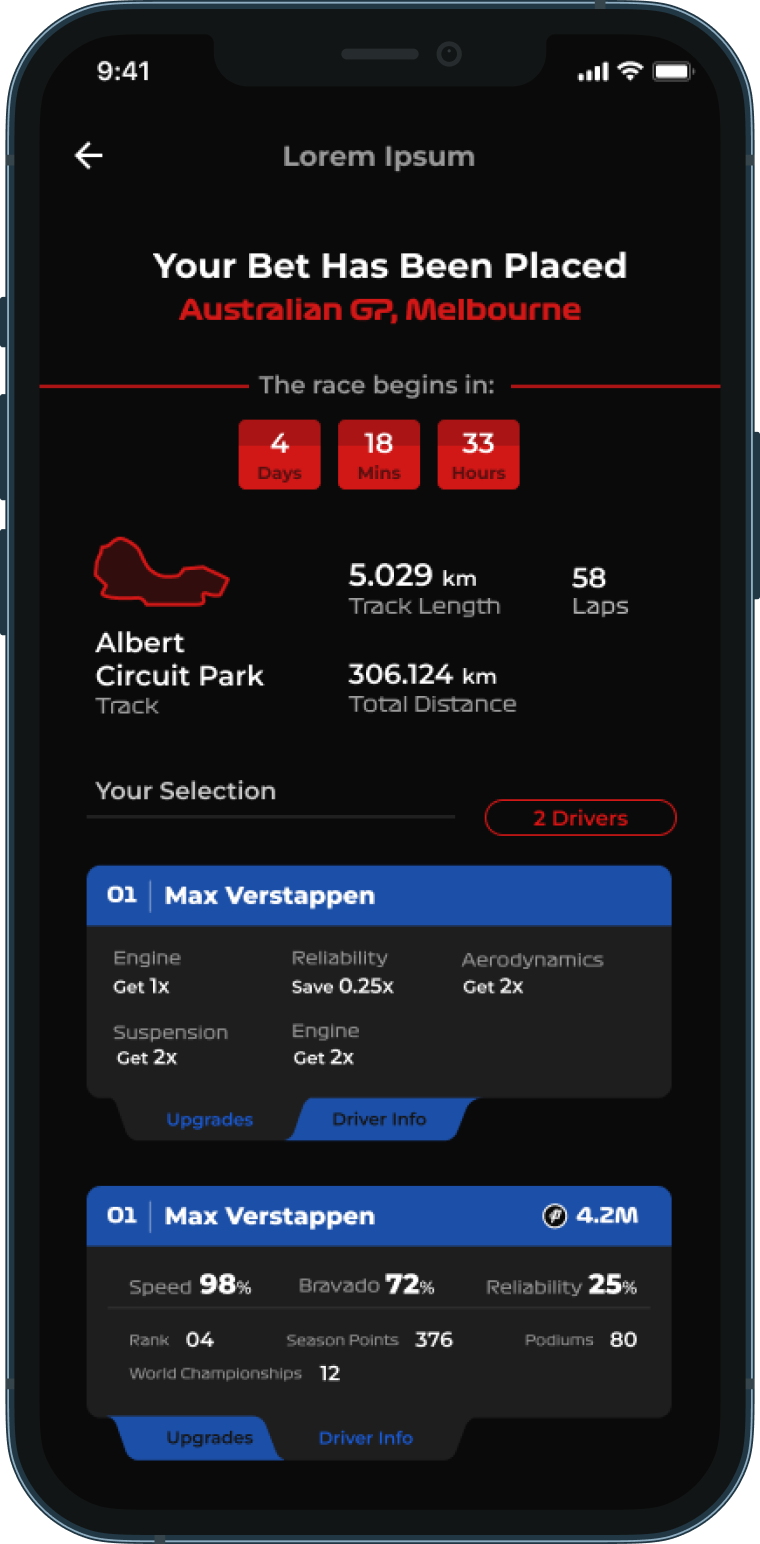 9:41
Lorem Ipsum
Your Bet Has Been Placed
Australian GP, Melbourne
The race begins in:
4 18 33
Days Mins Hours
5.029 km 58
Track Length Laps
Albert
Circuit Park
Track
306.124 km
Total Distance
Your Selection
2 Drivers
01 Max Verstappen
Engine Reliability Aerodynamics
Get 1x Save 0.25x Get 2x
Suspension Engine
Get 2x Get 2x
Upgrades Driver Info
01 Max Verstappen 4.2M
Speed 98% Bravado 72% Reliability 25%
Rank 04 Season Points 376 Podiums 80
World Championships 12
Upgrades Driver Info